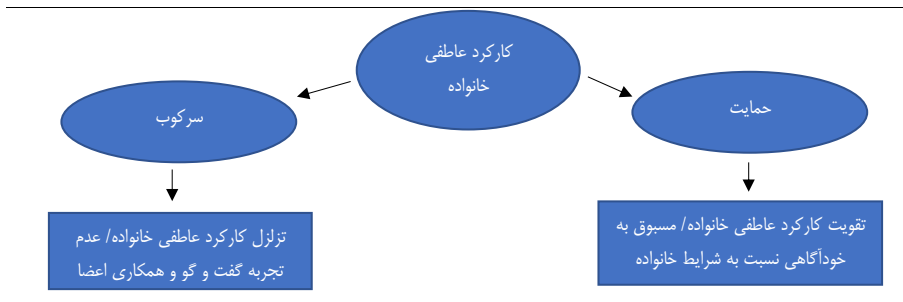 کارکرد عاطفی
خانواده
حمایت
سرکوب
تقویت کارکرد عاطفی خانواده/ مسبوق به
خودآگاهی نسبت به شرایط خانواده
تزلزل کارکرد عاطفی خانواده/ عدم
تجربه گفت و گو و همکاری اعضا